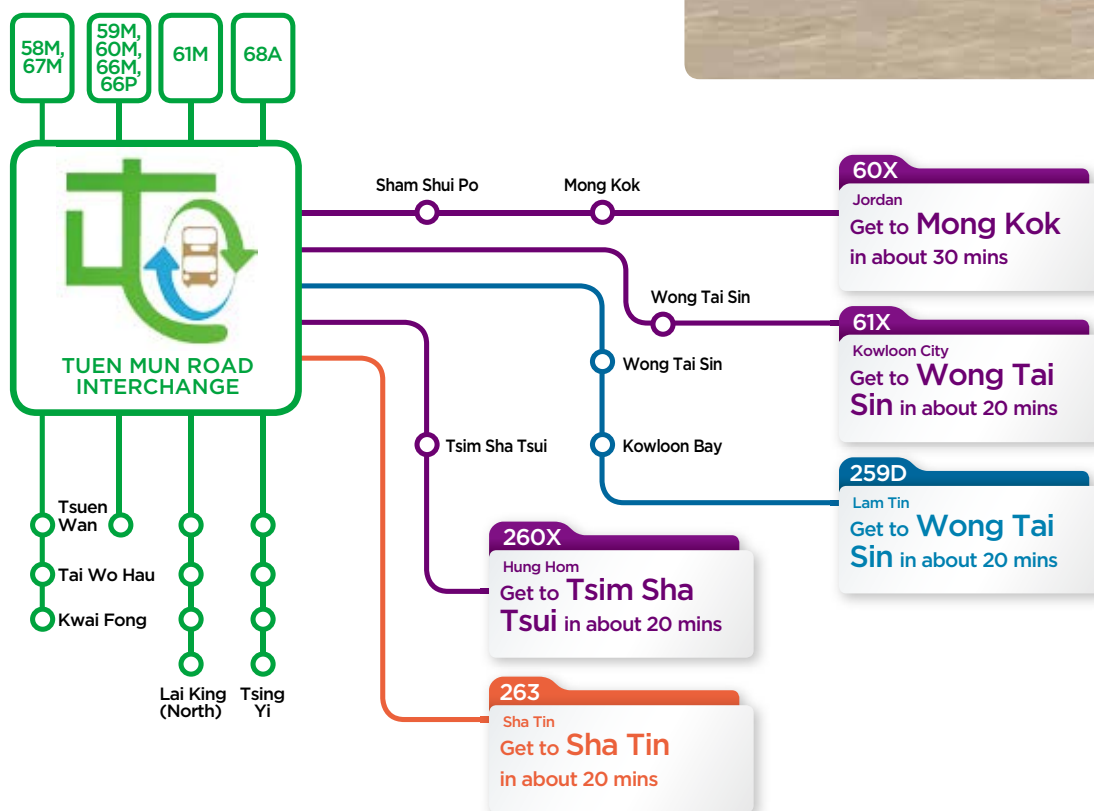 58M,
67M
59M,
60M,
66M,
66P
61M
68A
TUEN MUN ROAD
INTERCHANGE
Sham Shui Po
Mong Kok
60X
Jordan
Get to Mong Kok
in about 30 mins
Wong Tai Sin
61X
Kowloon City
Get to Wong Tai
Sin in about 20 mins
Wong Tai Sin
Kowloon Bay
259D
Lam Tin
Get to Wong Tai
Sin in about 20 mins
Tsim Sha Tsui
260X
Hung Hom
Get to Tsim Sha
Tsui in about 20 mins
263
Sha Tin
Get to Sha Tin
in about 20 mins
Tsuen
Wan
Tai Wo Hau
Kwai Fong
Lai King
(North)
Tsing
Yi